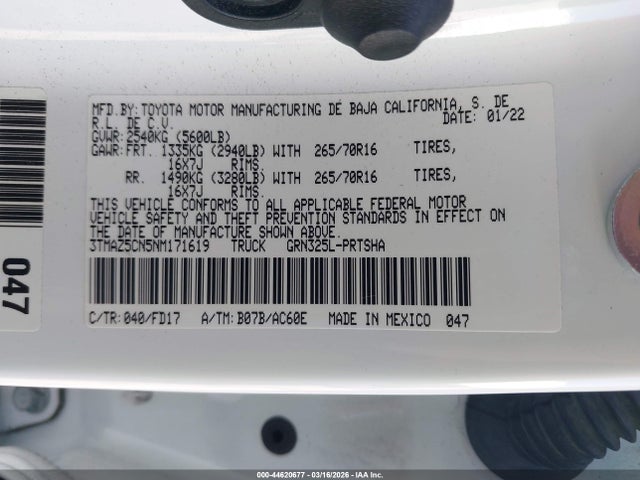 MFD.BY:TOYOTA MOTOR MANUFACTURING DE BAJA CALIFORNIA, S. DE
R.L. DE C.V. DATE: 01/22
GVWR:2540KG (5600LB)
GAWR:FRT. 1335KG (2940LB) WITH 265/70R16 TIRES,
16X7J RIMS.
RR. 1490KG (3280LB) WITH 265/70R16 TIRES,
16X7J RIMS.
THIS VEHICLE CONFORMS TO ALL APPLICABLE FEDERAL MOTOR
VEHICLE SAFETY AND THEFT PREVENTION STANDARDS IN EFFECT ON
THE DATE OF MANUFACTURE SHOWN ABOVE.
3TMAZ5CN5NM171619 TRUCK GRN325L-PRTSHA
C/TR:040/FD17 A/TM:B07B/AC60E MADE IN MEXICO 047
047
000-44620677 - 03/16/2026 - IAA Inc.